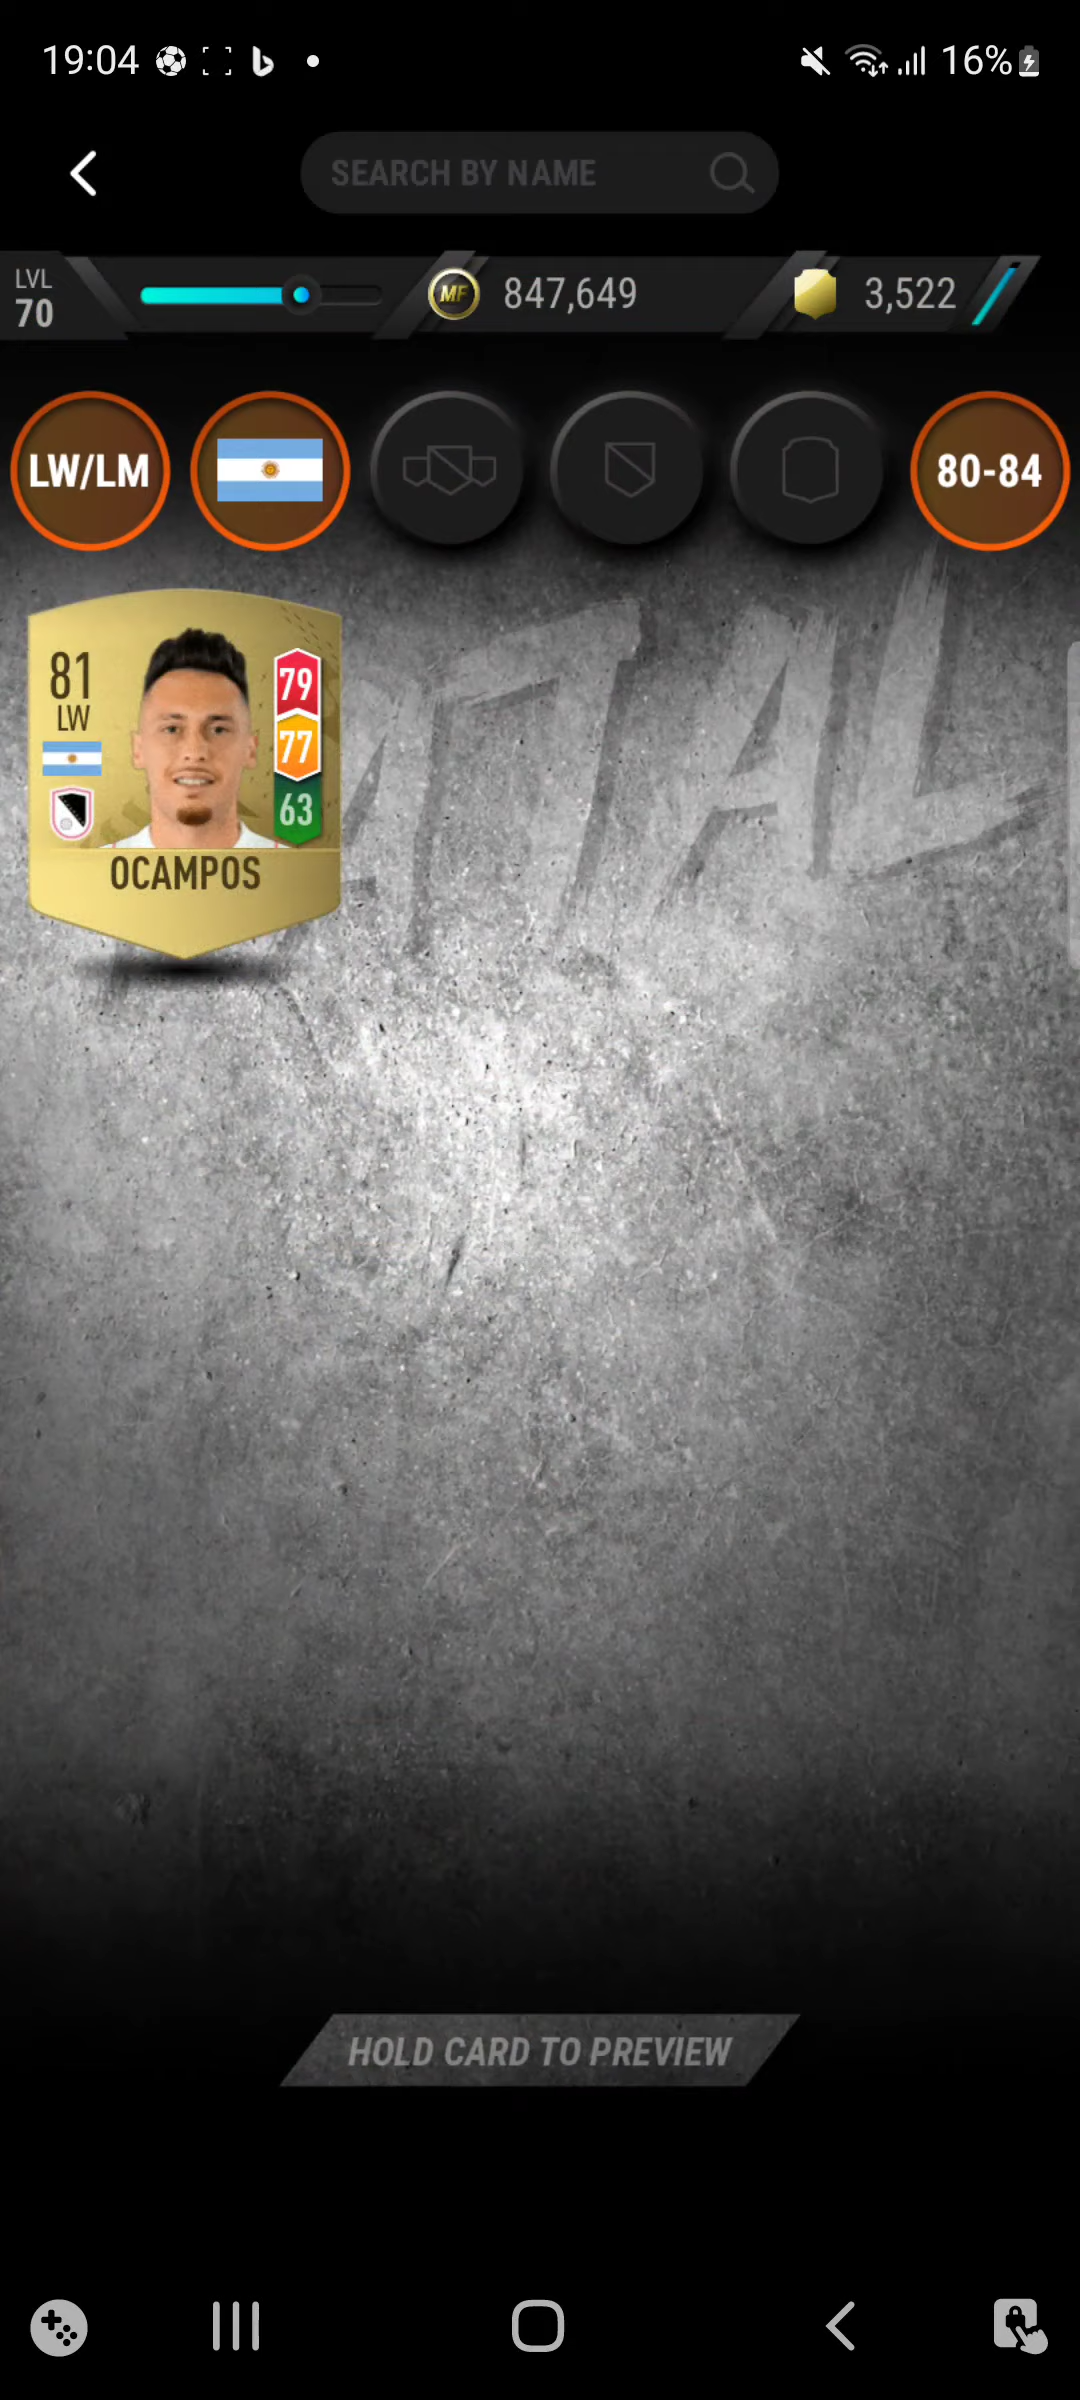 19:04
16%
SEARCH BY NAME
LVL
70
MF
847,649
3,522
LW/LM
80-84
81
LW
79
77
63
OCAMPOS
HOLD CARD TO PREVIEW